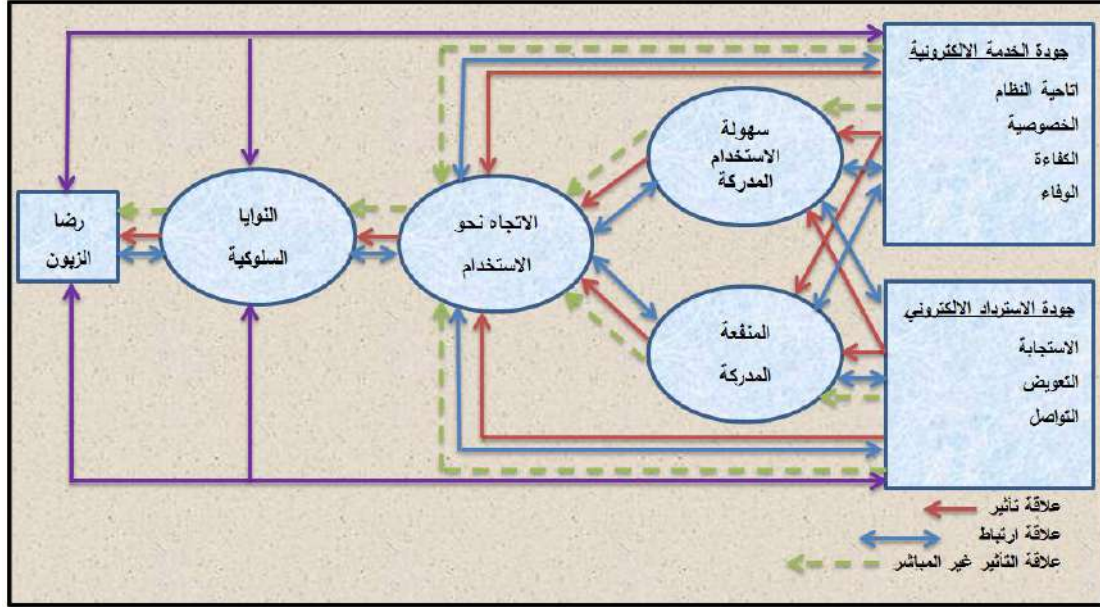 جودة الخدمة الالكترونية
اتاحية النظام
الخصوصية
الكفاءة
الوفاء
سهولة
الاستخدام
المدركة
الاتجاه نحو
الاستخدام
النوايا
السلوكية
رضا
الزبون
المنفعة
المدركة
جودة الاسترداد الالكتروني
الاستجابة
التعويض
التواصل
علاقة تأثير
علاقة ارتباط
علاقة التأثير غير المباشر